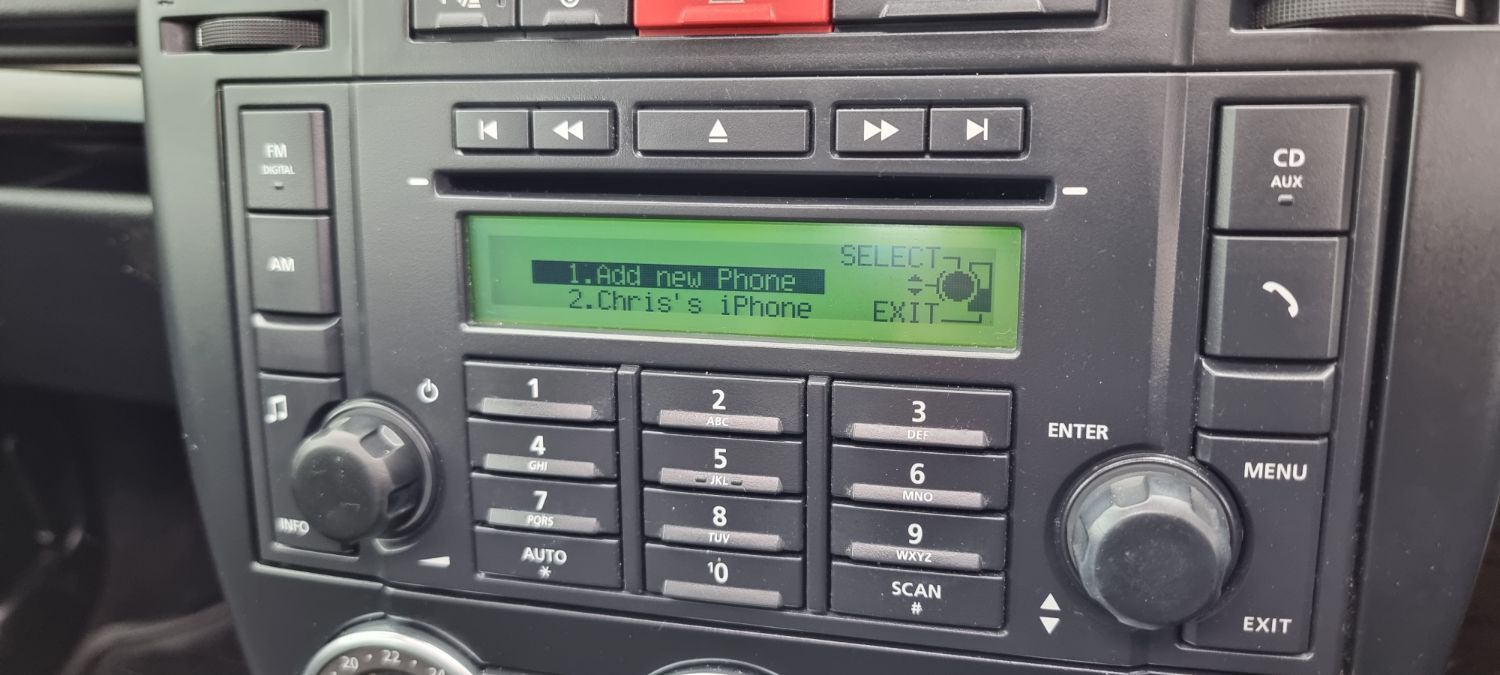 FM
DIGITAL
AM
INFO
CD
AUX
SELECT
1.Add new Phone
2.Chris's iPhone
EXIT
1
2
ABC
3
DEF
4
GHI
5
JKL
6
MNO
7
PQRS
8
TUV
9
WXYZ
AUTO
*
0
SCAN
#
ENTER
MENU
EXIT
20 · 22